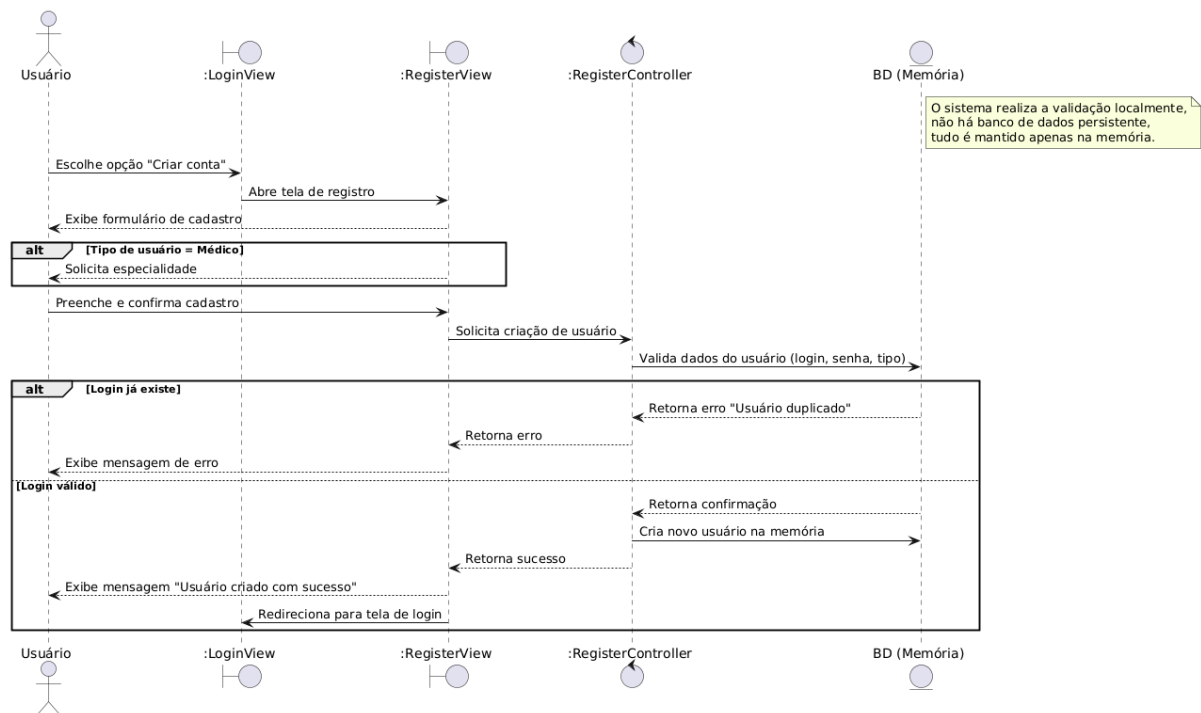 Usuário
:LoginView
:RegisterView
:RegisterController
BD (Memória)
O sistema realiza a validação localmente,
não há banco de dados persistente,
tudo é mantido apenas na memória.
Escolhe opção "Criar conta"
Abre tela de registro
Exibe formulário de cadastro
alt [Tipo de usuário = Médico]
Solicita especialidade
Preenche e confirma cadastro
Solicita criação de usuário
Valida dados do usuário (login, senha, tipo)
alt [Login já existe]
Retorna erro "Usuário duplicado"
Retorna erro
Exibe mensagem de erro
[Login válido]
Retorna confirmação
Cria novo usuário na memória
Retorna sucesso
Exibe mensagem "Usuário criado com sucesso"
Redireciona para tela de login
Usuário
:LoginView
:RegisterView
:RegisterController
BD (Memória)